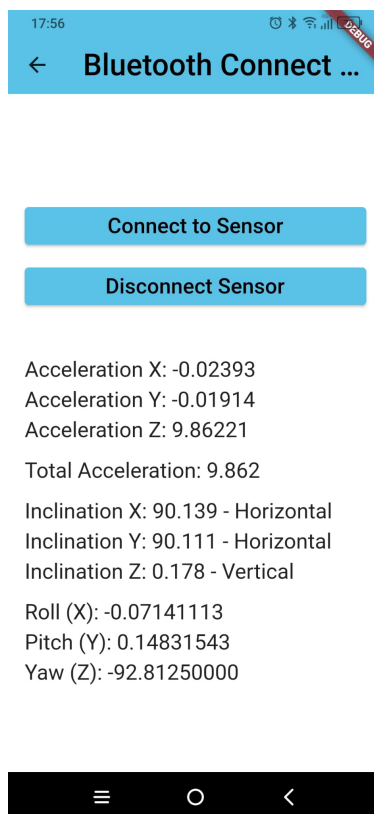 17:56
DEBUG
Bluetooth Connect ...
Connect to Sensor
Disconnect Sensor
Acceleration X: -0.02393
Acceleration Y: -0.01914
Acceleration Z: 9.86221
Total Acceleration: 9.862
Inclination X: 90.139 - Horizontal
Inclination Y: 90.111 - Horizontal
Inclination Z: 0.178 - Vertical
Roll (X): -0.07141113
Pitch (Y): 0.14831543
Yaw (Z): -92.81250000